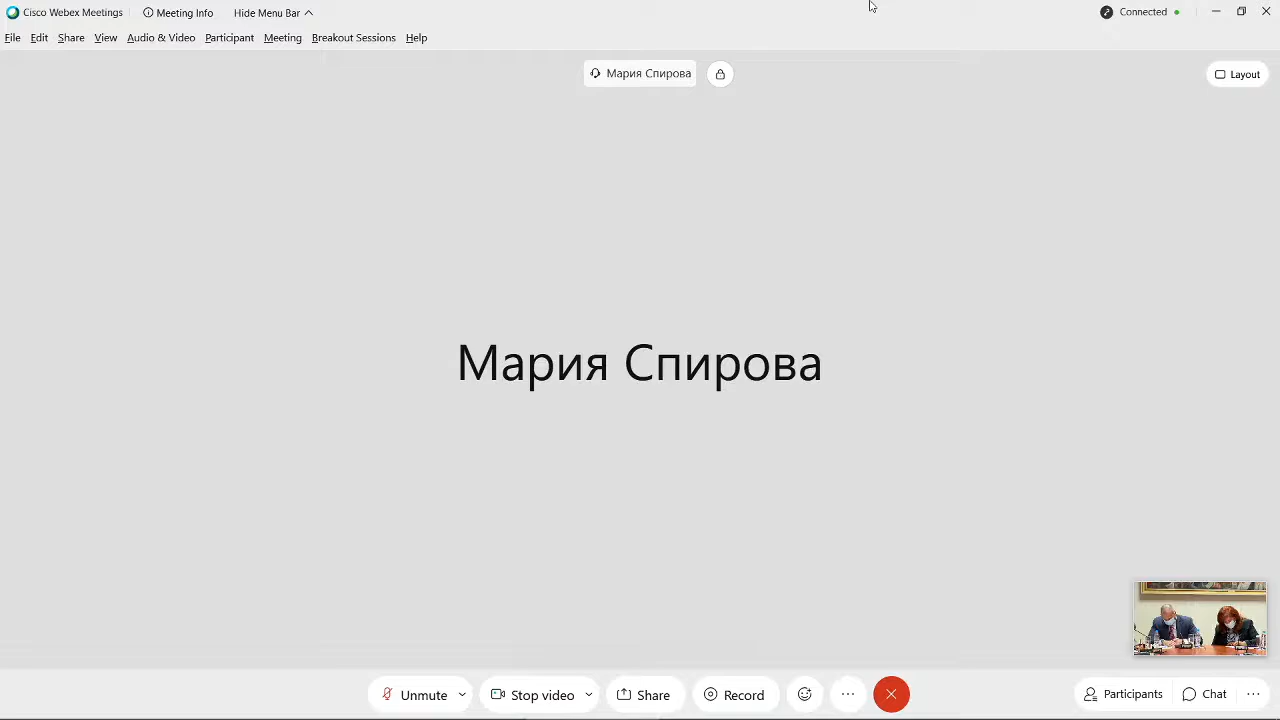 Cisco Webex Meetings Meeting Info Hide Menu Bar Connected
File Edit Share View Audio & Video Participant Meeting Breakout Sessions Help
Мария Спирова Layout
Мария Спирова
Unmute Stop video Share Record Participants Chat